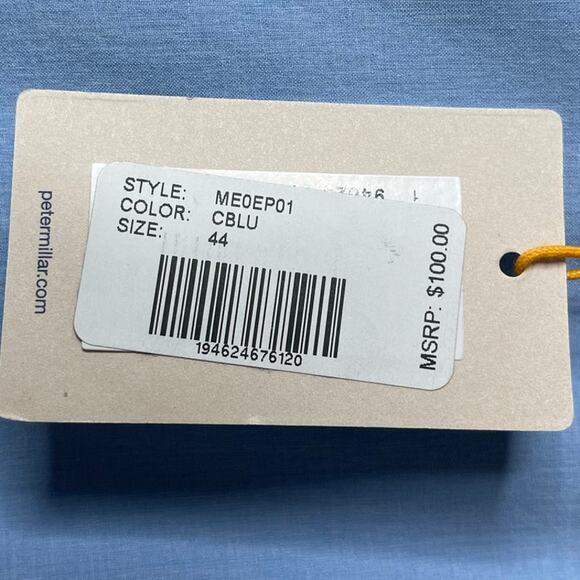 STYLE: ME0EP01
COLOR: CBLU
SIZE: 44
194624676120
MSRP: $100.00
petermillar.com